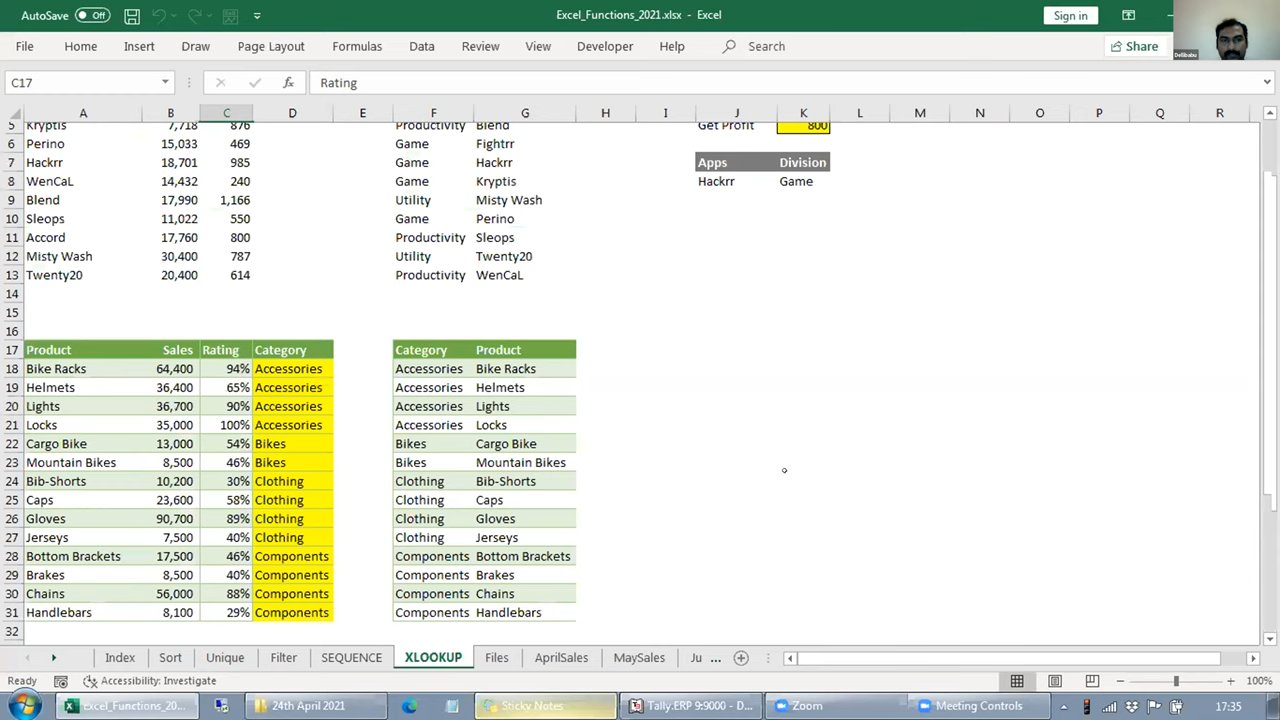 AutoSave Off Excel_Functions_2021.xlsx - Excel Sign in
File Home Insert Draw Page Layout Formulas Data Review View Developer Help Search Share
Dellibabu
C17 fx Rating
A B C D E F G H I J K L M N O P Q R
5 Kryptis 7,718 876 Productivity Blend Get Profit 800
6 Perino 15,033 469 Game Fightrr
7 Hackrr 18,701 985 Game Hackrr Apps Division
8 WenCaL 14,432 240 Game Kryptis Hackrr Game
9 Blend 17,990 1,166 Utility Misty Wash
10 Sleops 11,022 550 Game Perino
11 Accord 17,760 800 Productivity Sleops
12 Misty Wash 30,400 787 Utility Twenty20
13 Twenty20 20,400 614 Productivity WenCaL
14
15
16
17 Product Sales Rating Category Category Product
18 Bike Racks 64,400 94% Accessories Accessories Bike Racks
19 Helmets 36,400 65% Accessories Accessories Helmets
20 Lights 36,700 90% Accessories Accessories Lights
21 Locks 35,000 100% Accessories Accessories Locks
22 Cargo Bike 13,000 54% Bikes Bikes Cargo Bike
23 Mountain Bikes 8,500 46% Bikes Bikes Mountain Bikes
24 Bib-Shorts 10,200 30% Clothing Clothing Bib-Shorts
25 Caps 23,600 58% Clothing Clothing Caps
26 Gloves 90,700 89% Clothing Clothing Gloves
27 Jerseys 7,500 40% Clothing Clothing Jerseys
28 Bottom Brackets 17,500 46% Components Components Bottom Brackets
29 Brakes 8,500 40% Components Components Brakes
30 Chains 56,000 88% Components Components Chains
31 Handlebars 8,100 29% Components Components Handlebars
32
Index Sort Unique Filter SEQUENCE XLOOKUP Files AprilSales MaySales Ju ...
Ready Accessibility: Investigate 100%
Excel_Functions_20... 24th April 2021 Sticky Notes Tally.ERP 9:9000 - D... Zoom Meeting Controls 17:35